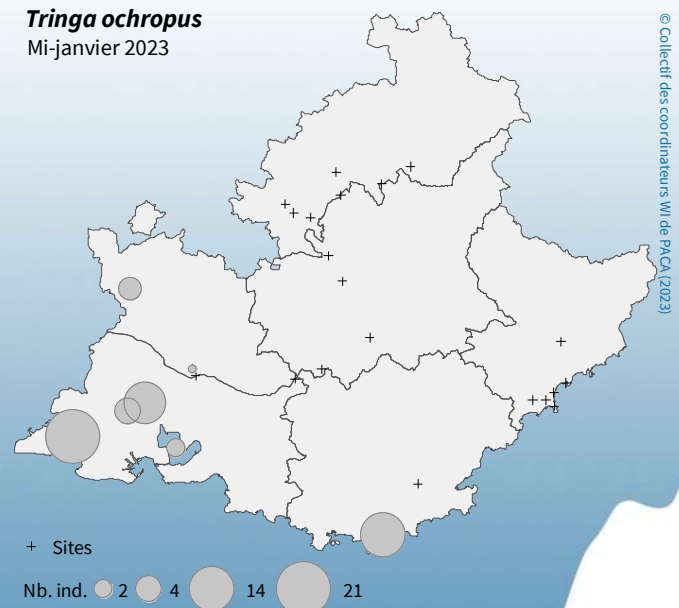 Tringa ochropus
Mi-janvier 2023
© Collectif des coordinateurs WI de PACA (2023)
+ Sites
Nb. ind. 2 4 14 21